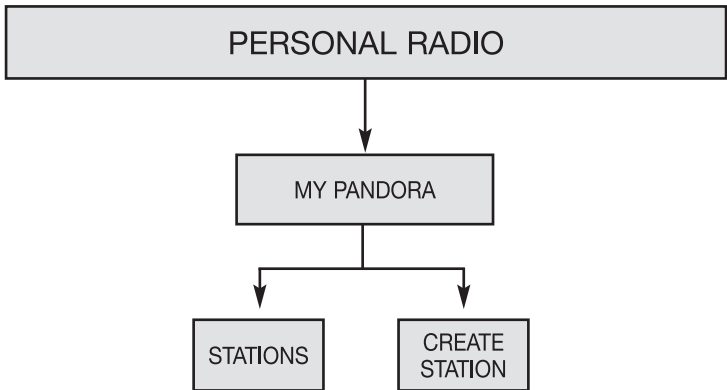 PERSONAL RADIO
MY PANDORA
STATIONS
CREATE
STATION